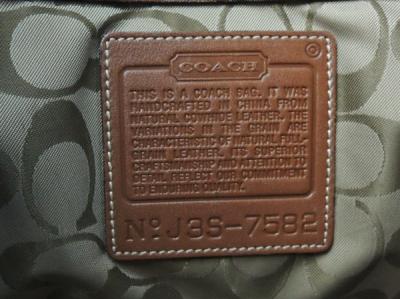 ©
COACH
THIS IS A COACH BAG. IT WAS
HANDCRAFTED IN CHINA FROM
NATURAL COWHIDE LEATHER. THE
VARIATIONS IN THE GRAIN ARE
CHARACTERISTIC OF NATURAL FULL
GRAIN LEATHER. ITS SUPERIOR
CRAFTSMANSHIP AND ATTENTION TO
DETAIL REFLECT OUR COMMITMENT
TO ENDURING QUALITY.
No. J3S-7582